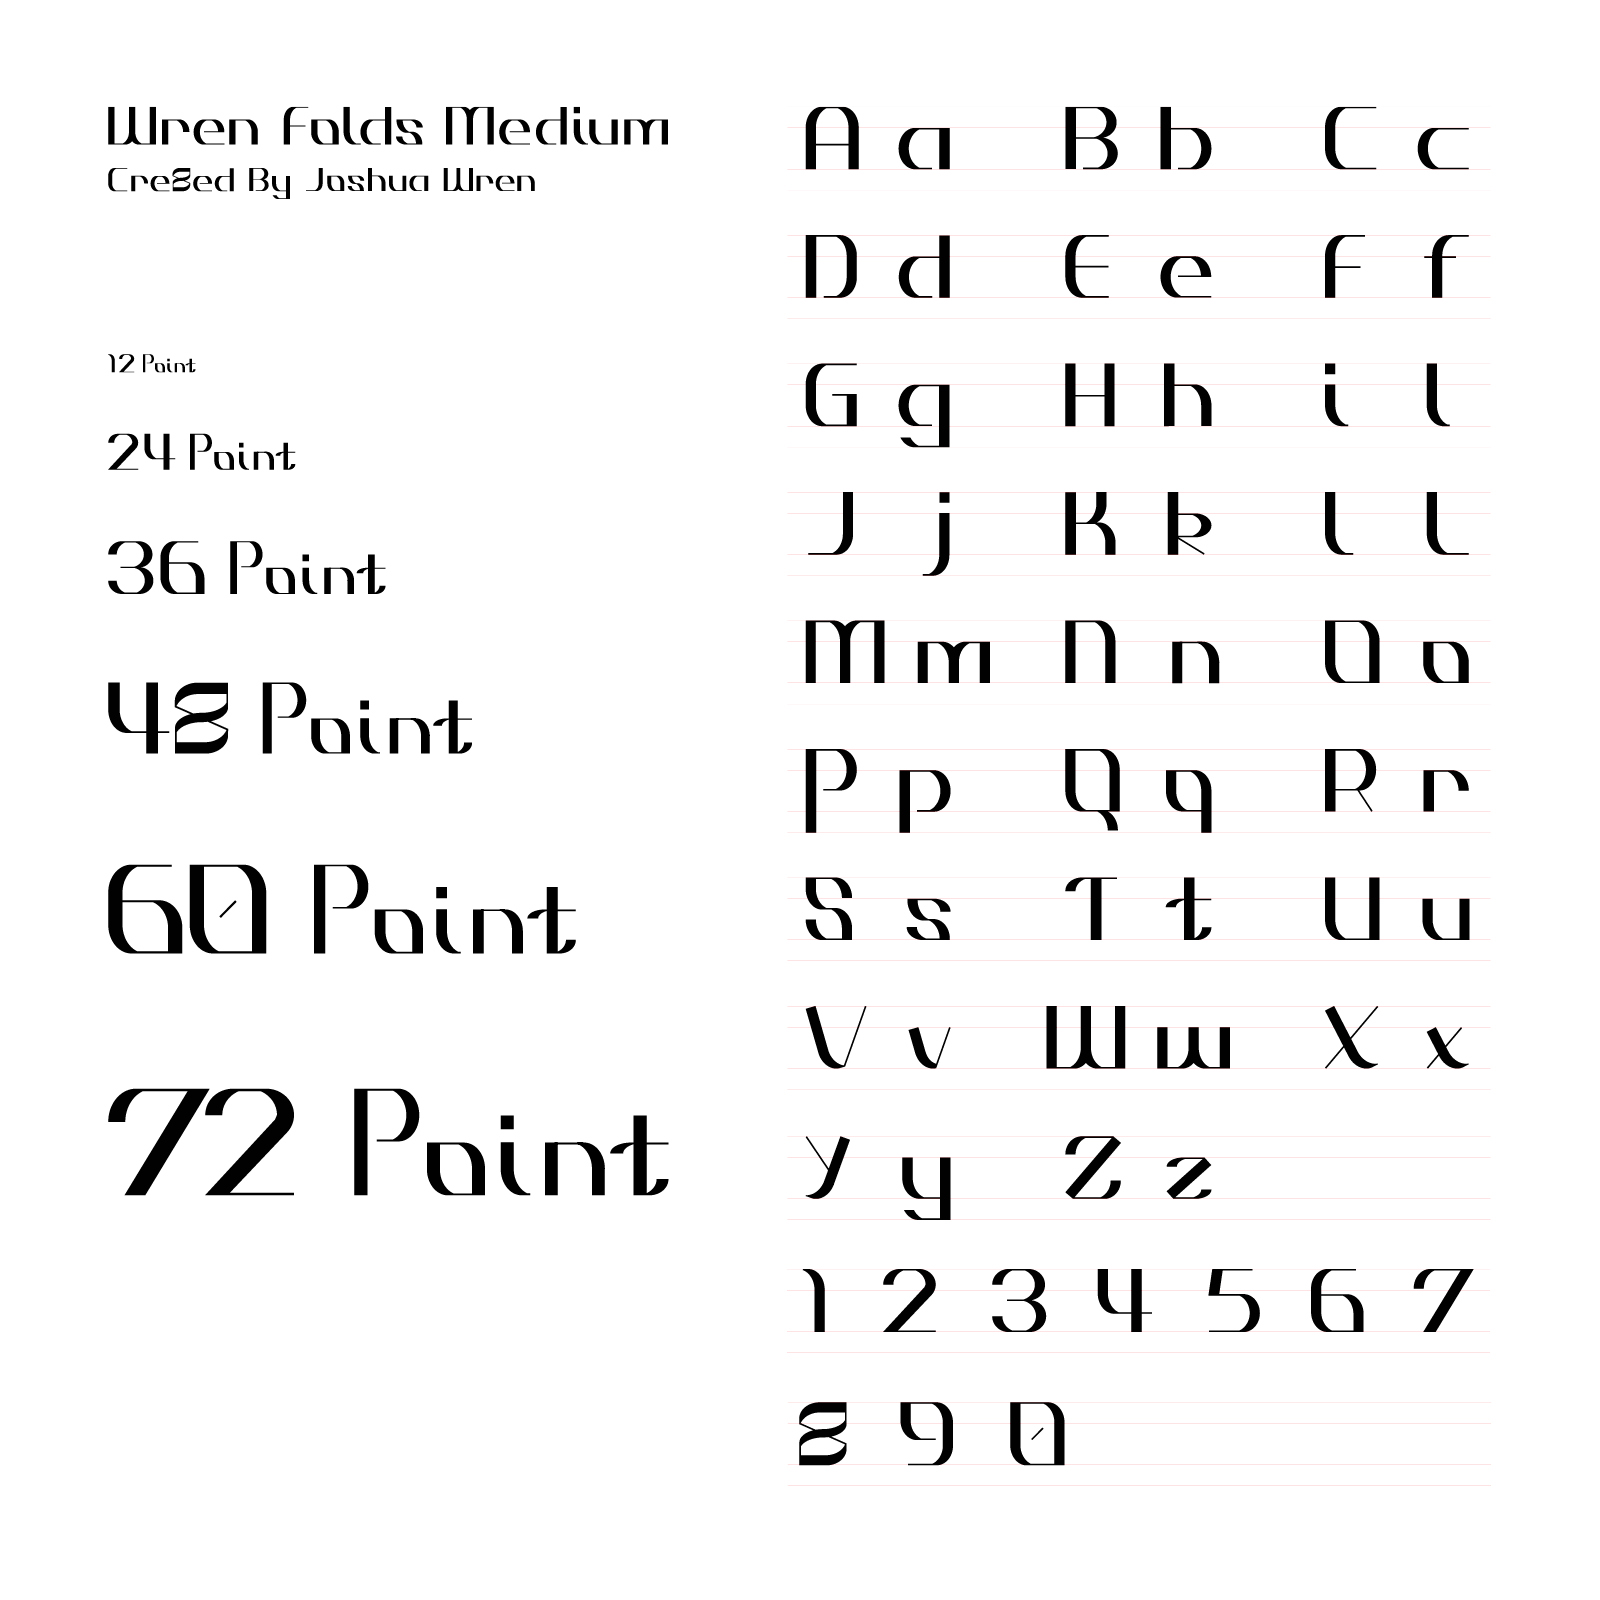 Wren Folds Medium
Cre8ed By Joshua Wren
12 Point
24 Point
36 Point
48 Point
60 Point
72 Point
A a B b C c
D d E e F f
G g H h i l
J j K k l L
M m N n O o
P p Q q R r
S s T t U u
V v W w X x
Y y Z z
1 2 3 4 5 6 7
8 9 0